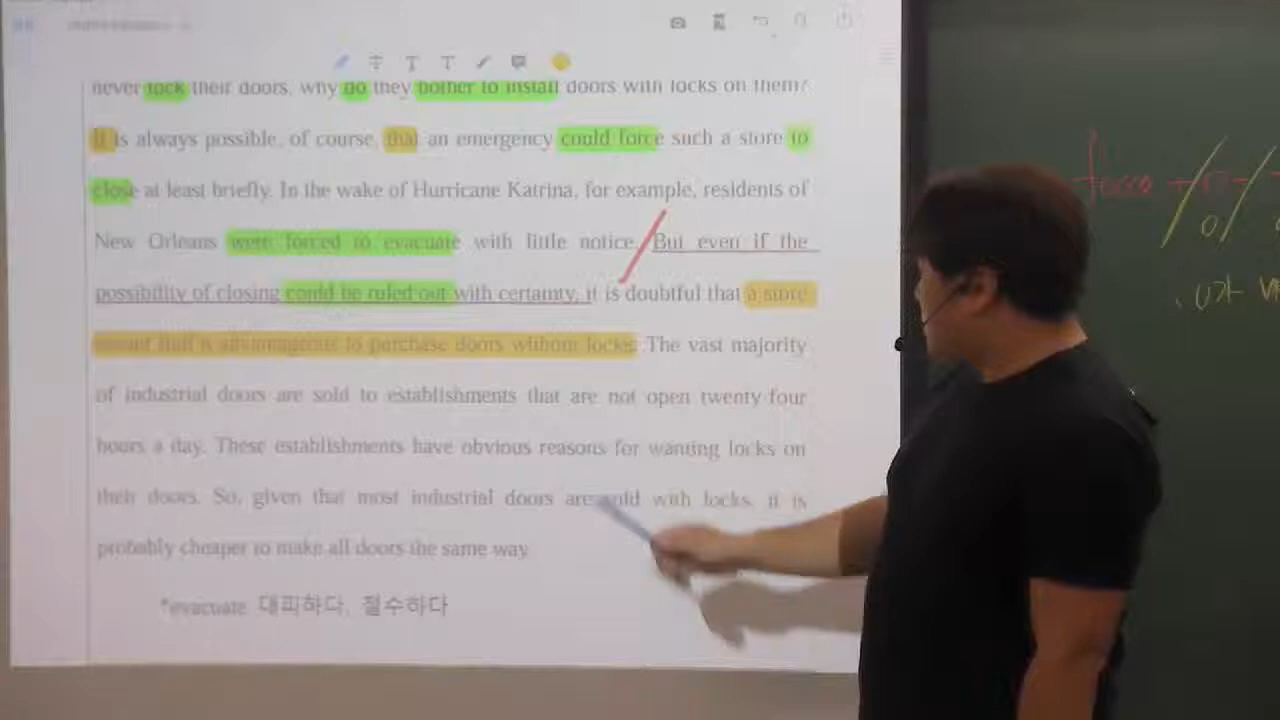 never lock their doors, why do they bother to install doors with locks on them?
It is always possible, of course, that an emergency could force such a store to
close at least briefly. In the wake of Hurricane Katrina, for example, residents of
New Orleans were forced to evacuate with little notice. But even if the
possibility of closing could be ruled out with certainty, it is doubtful that a store
would find it advantageous to purchase doors without locks. The vast majority
of industrial doors are sold to establishments that are not open twenty-four
hours a day. These establishments have obvious reasons for wanting locks on
their doors. So, given that most industrial doors are sold with locks, it is
probably cheaper to make all doors the same way.
*evacuate 대피하다, 철수하다
force +